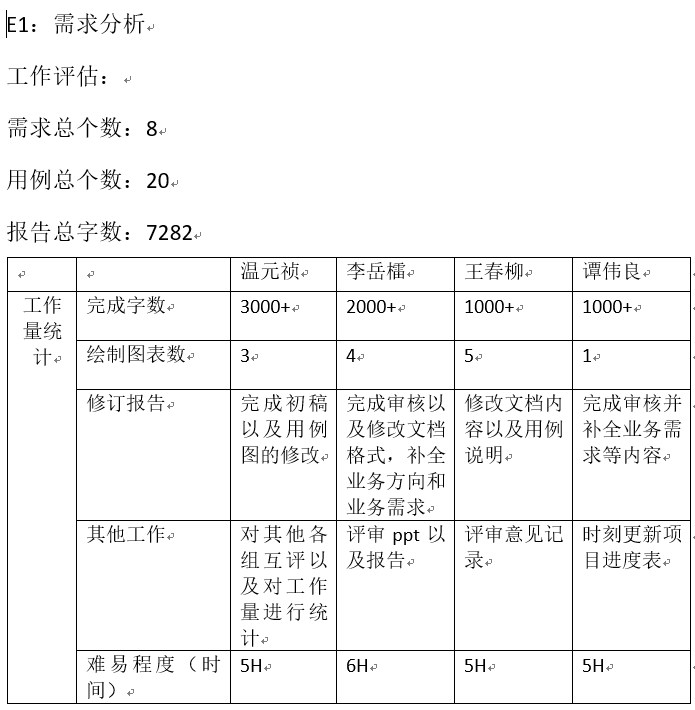 E1：需求分析
工作评估：
需求总个数：8
用例总个数：20
报告总字数：7282
温元祯 李岳檑 王春柳 谭伟良
工作量统计
完成字数 3000+ 2000+ 1000+ 1000+
绘制图表数 3 4 5 1
修订报告
完成初稿
以及用例
图的修改
完成审核以
及修改文档
格式，补全
业务方向和
业务需求
修改文档内
容以及用例
说明
完成审核并
补全业务需
求等内容
其他工作
对其他各
组互评以
及对工作
量进行统
计
评审 ppt 以
及报告
评审意见记
录
时刻更新项
目进度表
难易程度（时
间）
5H 6H 5H 5H